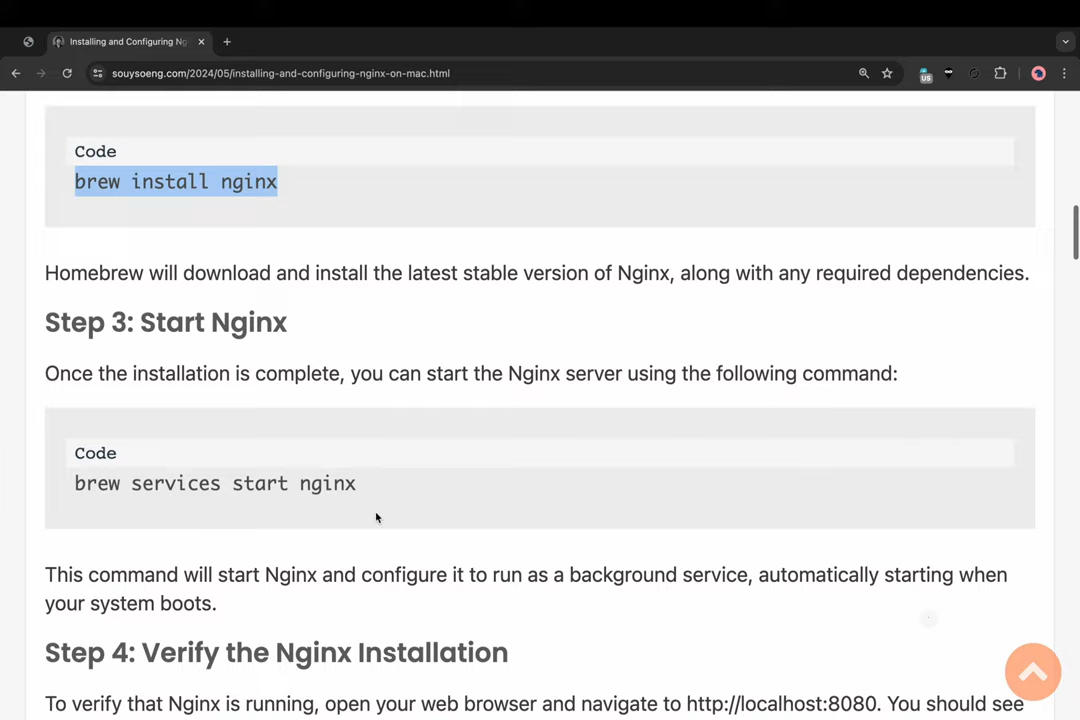 Installing and Configuring Ng
souysoeng.com/2024/05/installing-and-configuring-nginx-on-mac.html
US
Code
brew install nginx
Homebrew will download and install the latest stable version of Nginx, along with any required dependencies.
Step 3: Start Nginx
Once the installation is complete, you can start the Nginx server using the following command:
Code
brew services start nginx
This command will start Nginx and configure it to run as a background service, automatically starting when
your system boots.
Step 4: Verify the Nginx Installation
To verify that Nginx is running, open your web browser and navigate to http://localhost:8080. You should see